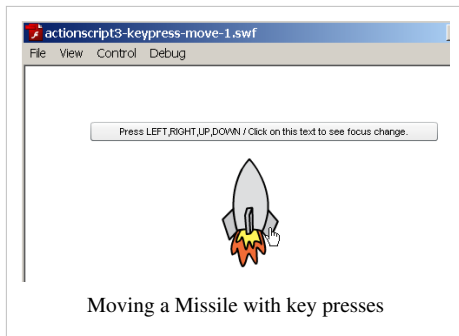 actionscript3-keypress-move-1.swf
File View Control Debug
Press LEFT,RIGHT,UP,DOWN / Click on this text to see focus change.
Moving a Missile with key presses